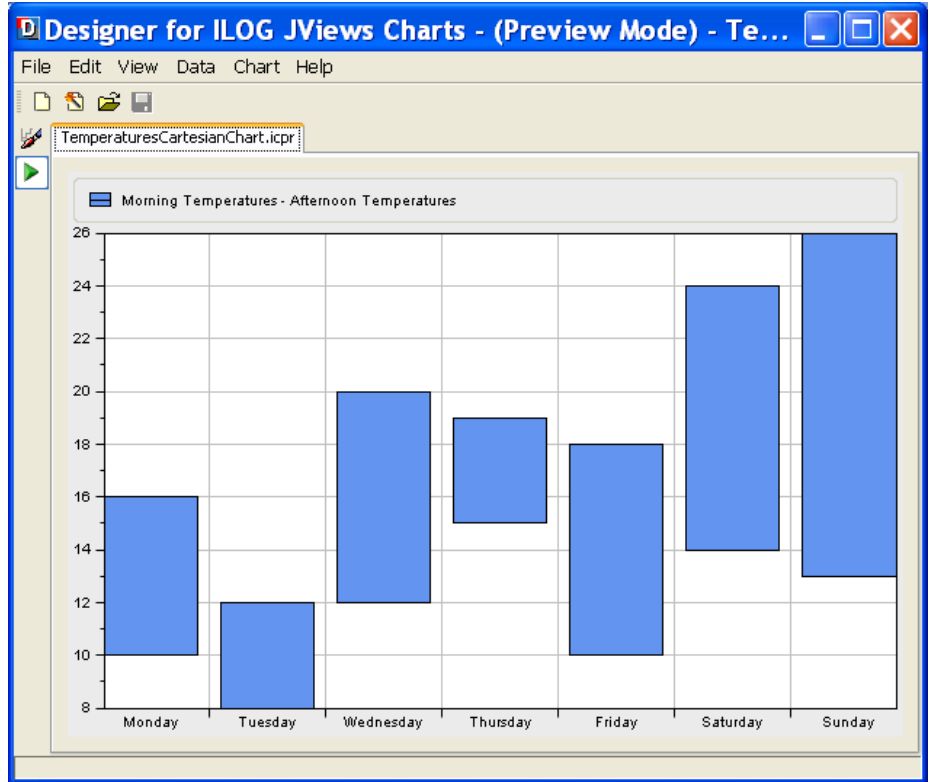 Designer for ILOG JViews Charts - (Preview Mode) - Te...
File Edit View Data Chart Help
TemperaturesCartesianChart.icpr
Morning Temperatures - Afternoon Temperatures
26
24
22
20
18
16
14
12
10
8
Monday Tuesday Wednesday Thursday Friday Saturday Sunday